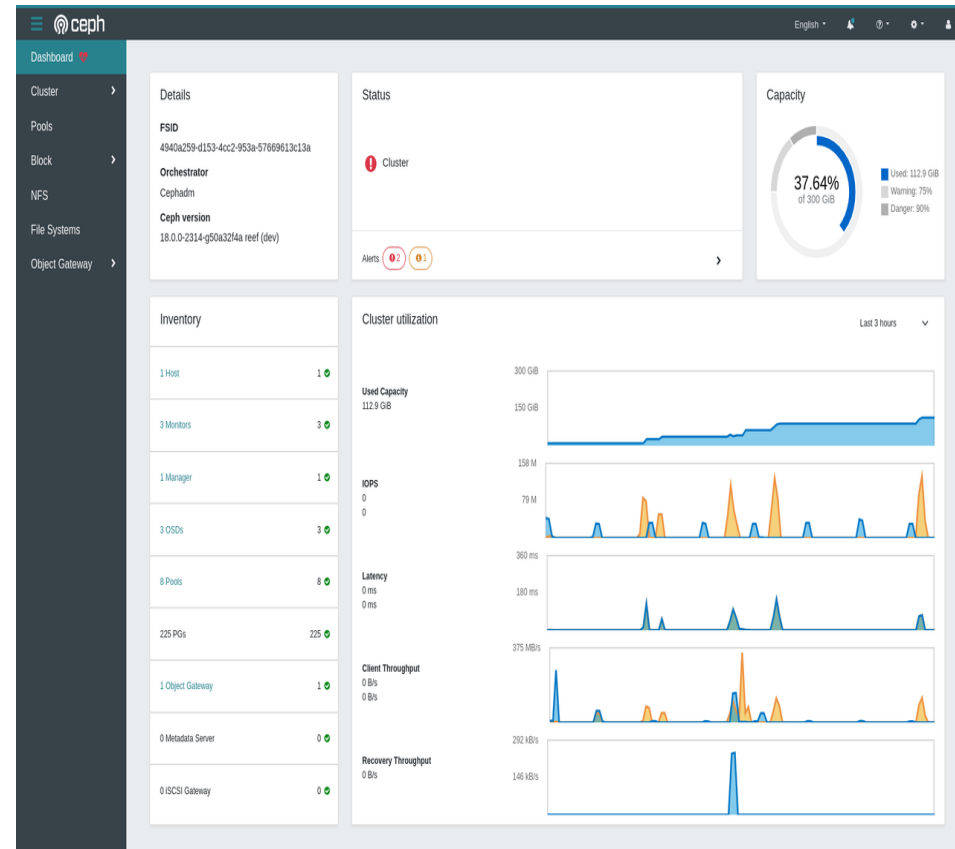 ceph
English
Dashboard
Cluster
Pools
Block
NFS
File Systems
Object Gateway
Details
FSID
4940a259-d153-4cc2-953a-57669613c13a
Orchestrator
Cephadm
Ceph version
18.0.0-2314-g50a32f4a reef (dev)
Status
Cluster
Alerts 2 1
Capacity
37.64%
of 300 GiB
Used: 112.9 GiB
Warning: 75%
Danger: 90%
Inventory
1 Host 1
3 Monitors 3
1 Manager 1
3 OSDs 3
8 Pools 8
225 PGs 225
1 Object Gateway 1
0 Metadata Server 0
0 iSCSI Gateway 0
Cluster utilization
Last 3 hours
Used Capacity
112.9 GiB
300 GiB
150 GiB
IOPS
0
0
158 M
79 M
Latency
0 ms
0 ms
360 ms
180 ms
Client Throughput
0 B/s
0 B/s
375 MB/s
Recovery Throughput
0 B/s
292 kB/s
146 kB/s